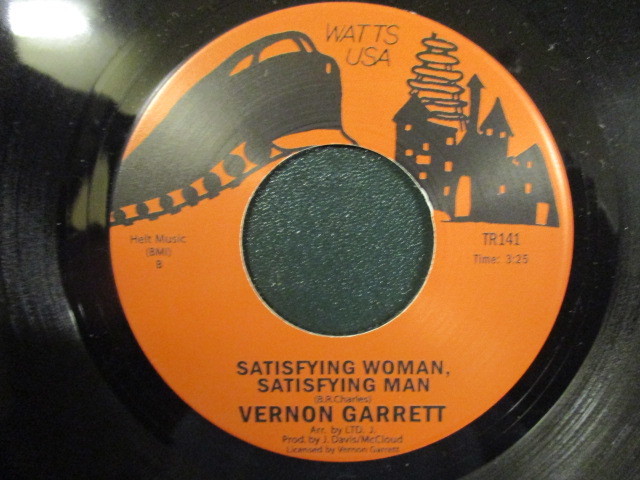 WATTS
USA
Helt Music
(BMI)
B
TR141
Time: 3:25
SATISFYING WOMAN,
SATISFYING MAN
(B.R.Charles)
VERNON GARRETT
Arr. by LTD. J.
Prod. by J. Davis/McCloud
Licensed by Vernon Garrett